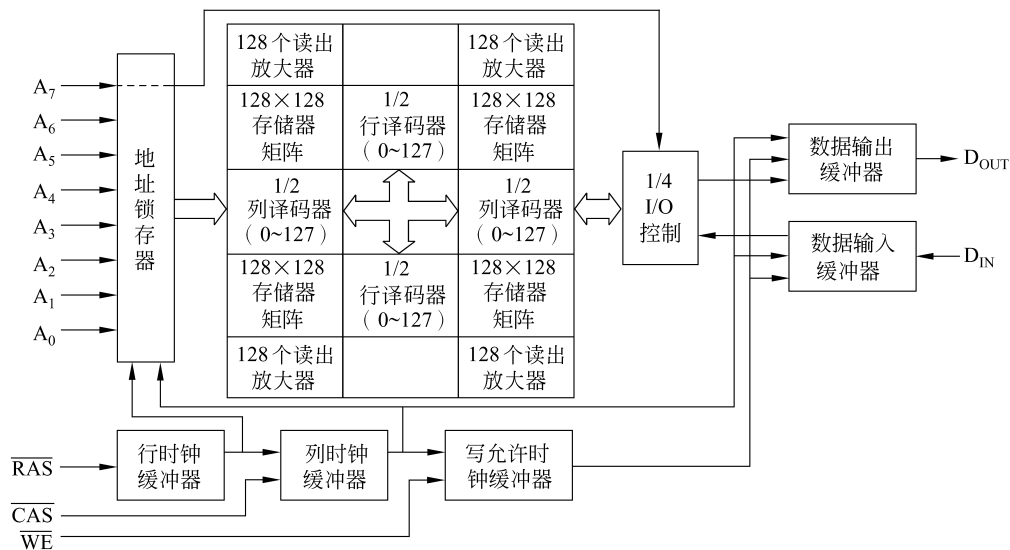 A₇
A₆
A₅
A₄
A₃
A₂
A₁
A₀
地
址
锁
存
器
128个读出
放大器
128个读出
放大器
128×128
存储器
矩阵
1/2
行译码器
(0~127)
128×128
存储器
矩阵
1/2
列译码器
(0~127)
1/2
列译码器
(0~127)
128×128
存储器
矩阵
1/2
行译码器
(0~127)
128×128
存储器
矩阵
128个读出
放大器
128个读出
放大器
1/4
I/O
控制
数据输出
缓冲器
D_OUT
数据输入
缓冲器
D_IN
R̅A̅S̅
行时钟
缓冲器
列时钟
缓冲器
写允许时
钟缓冲器
C̅A̅S̅
W̅E̅